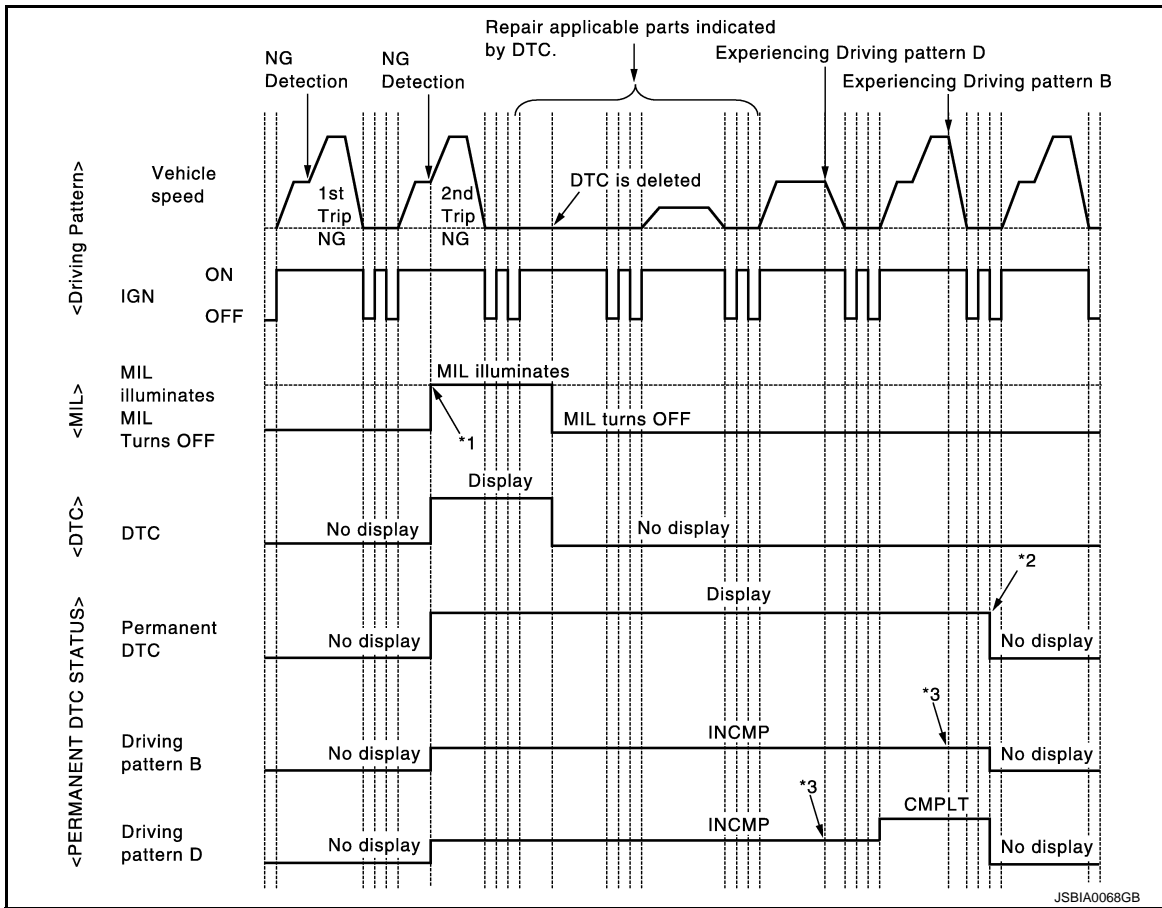 Repair applicable parts indicated
by DTC.
NG
Detection
NG
Detection
Experiencing Driving pattern D
Experiencing Driving pattern B
<Driving Pattern>
Vehicle
speed
1st
Trip
NG
2nd
Trip
NG
DTC is deleted
IGN
ON
OFF
<MIL>
MIL
illuminates
MIL
Turns OFF
MIL illuminates
*1
MIL turns OFF
<DTC>
DTC
No display
Display
No display
<PERMANENT DTC STATUS>
Permanent
DTC
No display
Display
*2
No display
Driving
pattern B
No display
INCMP
*3
No display
Driving
pattern D
No display
INCMP
*3
CMPLT
No display
JSBIA0068GB